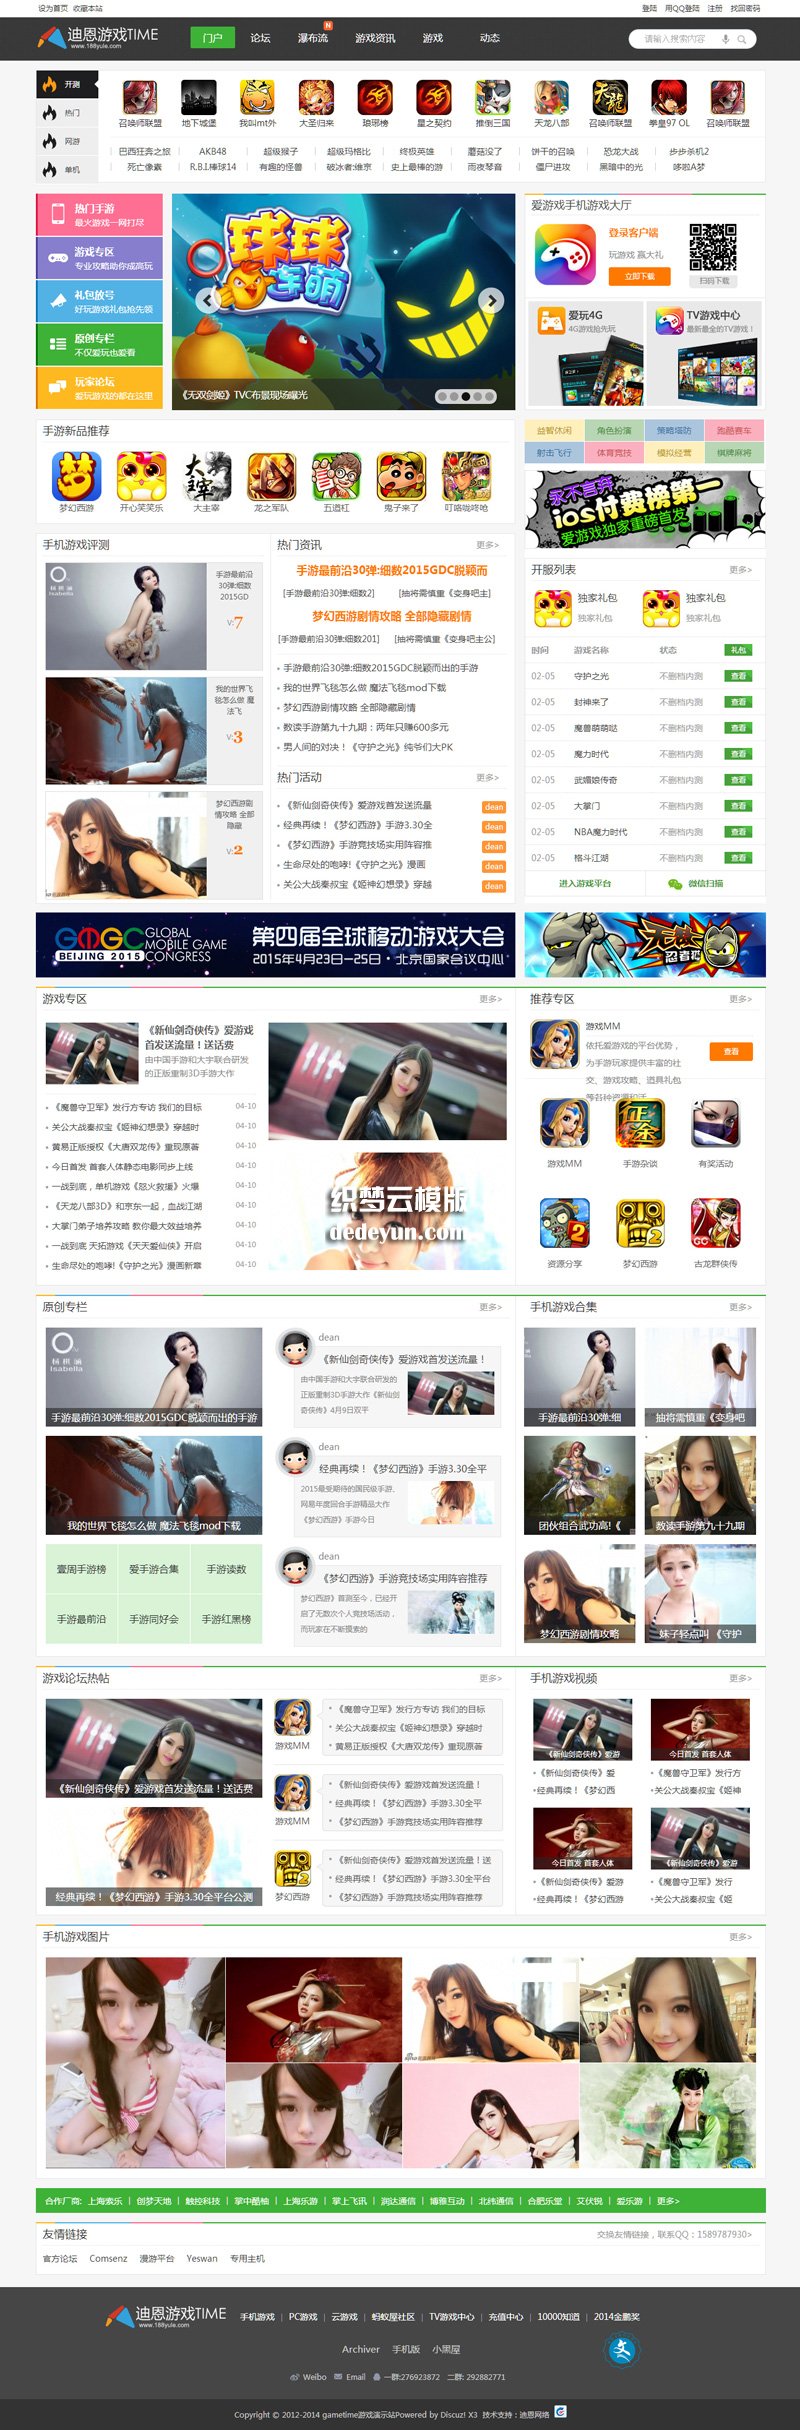 设为首页 收藏本站
登陆 用QQ登陆 注册 找回密码
迪恩游戏TIME
www.188yule.com
门户 论坛 瀑布流 游戏资讯 游戏 动态
N
请输入搜索内容
开测
热门
网游
单机
召唤师联盟 地下城堡 我叫mt外 大圣归来 琅琊榜 星之契约 推倒三国 天龙八部 召唤师联盟 拳皇97 OL 召唤师联盟
巴西狂奔之旅 AKB48 超级猴子 超级玛格比 终极英雄 蘑菇没了 饼干的召唤 恐龙大战 步步杀机2
死亡像素 R.B.I.棒球14 有趣的怪兽 破冰者:维京 史上最棒的游 雨夜琴音 僵尸进攻 黑暗中的光 哆啦A梦
热门手游
最火游戏一网打尽
游戏专区
专业攻略助你成高玩
礼包放号
好玩游戏礼包抢先领
原创专栏
不仅爱玩也爱看
玩家论坛
爱玩游戏的都在这里
球球连萌
《无双剑姬》TVC布景现场曝光
爱游戏手机游戏大厅
登录客户端
玩游戏 赢大礼
立即下载
扫码下载
爱玩4G
4G游戏抢先玩
TV游戏中心
最新最全的TV游戏！
手游新品推荐
梦幻西游 开心笑笑乐 大主宰 龙之军队 五道杠 鬼子来了 叮咯咙咚呛
益智休闲 角色扮演 策略塔防 跑酷赛车
射击飞行 体育竞技 模拟经营 棋牌麻将
永不言弃
ios付费榜第一
爱游戏独家重磅首发
手机游戏评测
手游最前沿
30弹:细数
2015GD
V:7
我的世界飞
毯怎么做 魔
法飞
V:3
梦幻西游剧
情攻略 全部
隐藏
V:2
热门资讯 更多>
手游最前沿30弹:细数2015GDC脱颖而
[手游最前沿30弹:细数2] [抽将需慎重《变身吧主]
梦幻西游剧情攻略 全部隐藏剧情
[手游最前沿30弹:细数201] [抽将需慎重《变身吧主公]
手游最前沿30弹:细数2015GDC脱颖而出的手游
我的世界飞毯怎么做 魔法飞毯mod下载
梦幻西游剧情攻略 全部隐藏剧情
数读手游第九十九期：两年只赚600多元
男人间的对决！《守护之光》纯爷们大PK
热门活动 更多>
《新仙剑奇侠传》爱游戏首发送流量 dean
经典再续！《梦幻西游》手游3.30全 dean
《梦幻西游》手游竞技场实用阵容推 dean
生命尽处的咆哮!《守护之光》漫画 dean
关公大战秦叔宝《姬神幻想录》穿越 dean
开服列表 更多>
独家礼包
独家礼包
独家礼包
独家礼包
时间 游戏名称 状态 礼包
02-05 守护之光 不删档内测 查看
02-05 封神来了 不删档内测 查看
02-05 魔兽萌萌哒 不删档内测 查看
02-05 魔力时代 不删档内测 查看
02-05 武媚娘传奇 不删档内测 查看
02-05 大掌门 不删档内测 查看
02-05 NBA魔力时代 不删档内测 查看
02-05 格斗江湖 不删档内测 查看
进入游戏平台 微信扫描
GMGC
BEIJING 2015
GLOBAL
MOBILE GAME
CONGRESS
第四届全球移动游戏大会
2015年4月23日-25日·北京国家会议中心
无敌
忍者猫
游戏专区 更多>
《新仙剑奇侠传》爱游戏
首发送流量！送话费
由中国手游和大宇联合研发
的正版重制3D手游大作
《魔兽守卫军》发行方专访 我们的目标 04-10
关公大战秦叔宝《姬神幻想录》穿越时 04-10
黄易正版授权《大唐双龙传》重现原著 04-10
今日首发 首套人体静态电影同步上线 04-10
一战到底，单机游戏《怒火救援》火爆 04-10
《天龙八部3D》和京东一起，血战江湖 04-10
大掌门弟子培养攻略 教你最大效益培养 04-10
一战到底 天拓游戏《天天爱仙侠》开启 04-10
生命尽处的咆哮!《守护之光》漫画新章 04-10
织梦云模版
dedeyun.com
推荐专区 更多>
游戏MM
依托爱游戏的平台优势，
为手游玩家提供丰富的社
交、游戏攻略、道具礼包
查看
游戏MM 手游杂谈 有奖活动
资源分享 梦幻西游 古龙群侠传
原创专栏 更多>
手游最前沿30弹:细数2015GDC脱颖而出的手游
我的世界飞毯怎么做 魔法飞毯mod下载
壹周手游榜 爱手游合集 手游读数
手游最前沿 手游同好会 手游红黑榜
dean
《新仙剑奇侠传》爱游戏首发送流量！
由中国手游和大宇联合研发的
正版重制3D手游大作《新仙剑
奇侠传》4月9日双平
dean
经典再续！《梦幻西游》手游3.30全平
2015最受期待的国民级手游、
网易年度回合手游精品大作
《梦幻西游》手游今日
dean
《梦幻西游》手游竞技场实用阵容推荐
梦幻西游》首测至今，已经开
启了无数次个人竞技场活动，
而玩家在不断摸索的
手机游戏合集 更多>
手游最前沿30弹:细 抽将需慎重《变身吧
团伙组合武功高!《 数读手游第九十九期
梦幻西游剧情攻略 妹子轻点叫 《守护
游戏论坛热帖 更多>
《新仙剑奇侠传》爱游戏首发送流量！送话费
经典再续！《梦幻西游》手游3.30全平台公测
游戏MM
《魔兽守卫军》发行方专访 我们的目标
关公大战秦叔宝《姬神幻想录》穿越时
黄易正版授权《大唐双龙传》重现原著
游戏MM
《新仙剑奇侠传》爱游戏首发送流量！
经典再续！《梦幻西游》手游3.30全平
《梦幻西游》手游竞技场实用阵容推荐
梦幻西游
《新仙剑奇侠传》爱游戏首发送流量！送
经典再续！《梦幻西游》手游3.30全平台
《梦幻西游》手游竞技场实用阵容推荐
手机游戏视频 更多>
《新仙剑奇侠传》爱游 今日首发 首套人体
《新仙剑奇侠传》爱 《魔兽守卫军》发行方
经典再续！《梦幻西 关公大战秦叔宝《姬神
今日首发 首套人体 《新仙剑奇侠传》爱游
《新仙剑奇侠传》爱游 《魔兽守卫军》发行
经典再续！《梦幻西游 关公大战秦叔宝《姬
手机游戏图片 更多>
合作厂商: 上海索乐 | 创梦天地 | 触控科技 | 掌中酷柚 | 上海乐游 | 掌上飞讯 | 润达通信 | 博雅互动 | 北纬通信 | 合肥乐堂 | 艾伏锐 | 爱乐游 | 更多>
友情链接 交换友情链接，联系QQ：1589787930>
官方论坛 Comsenz 漫游平台 Yeswan 专用主机
迪恩游戏TIME
www.188yule.com
手机游戏 | PC游戏 | 云游戏 | 蚂蚁屋社区 | TV游戏中心 | 充值中心 | 10000知道 | 2014金鹏奖
Archiver 手机版 小黑屋
Weibo Email 一群:276923872 二群: 292882771
Copyright © 2012-2014 gametime游戏演示站Powered by Discuz! X3 技术支持：迪恩网络